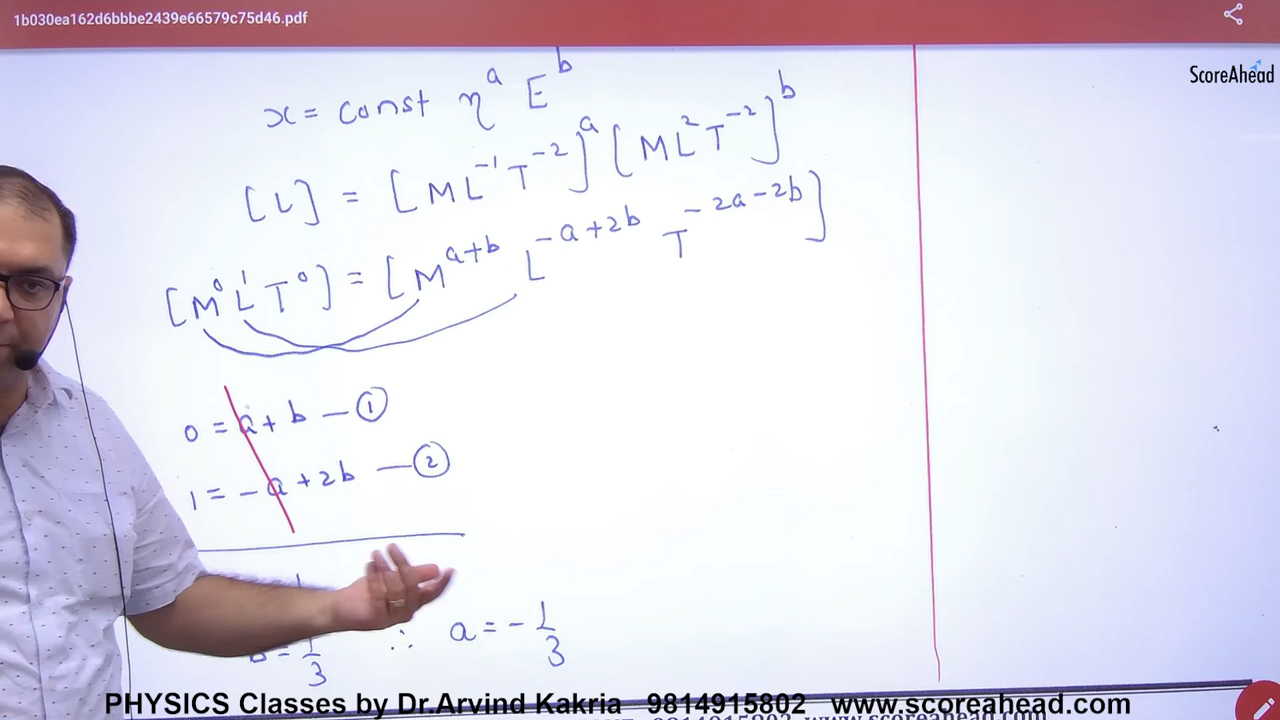 1b030ea162d6bbbe2439e66579c75d46.pdf
ScoreAhead
x = const η^a E^b
[L] = [ML^-1 T^-2]^a [ML^2 T^-2]^b
[M^0 L^1 T^0] = [M^a+b L^-a+2b T^-2a-2b]
0 = a + b — ①
1 = -a + 2b — ②
b = 1/3 ∴ a = -1/3
PHYSICS Classes by Dr.Arvind Kakria 9814915802 www.scoreahead.com